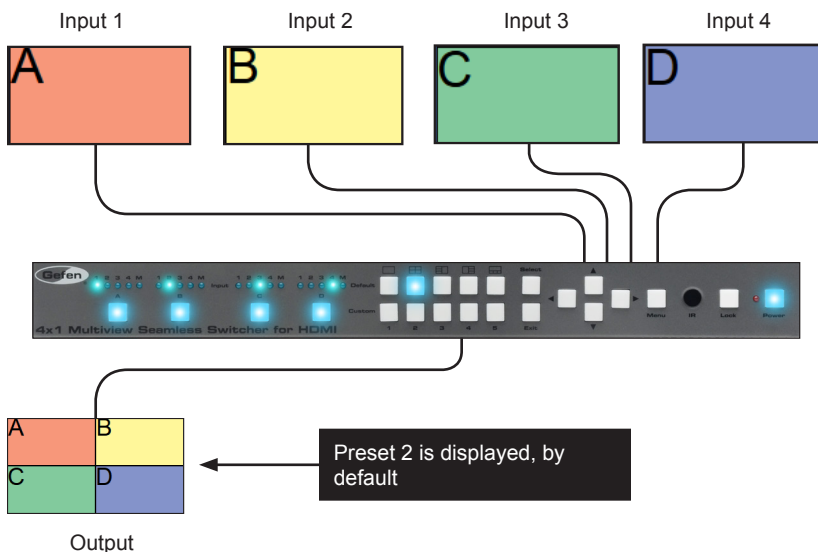 Input 1 Input 2 Input 3 Input 4
A B C D
Gefen
1 2 3 4 M 1 2 3 4 M 1 2 3 4 M 1 2 3 4 M
Input Default Select
A B
Custom
4x1 Multiview Seamless Switcher for HDMI
1 2 3 4 5 Exit Menu IR Lock Power
A B
C D
Preset 2 is displayed, by
default
Output